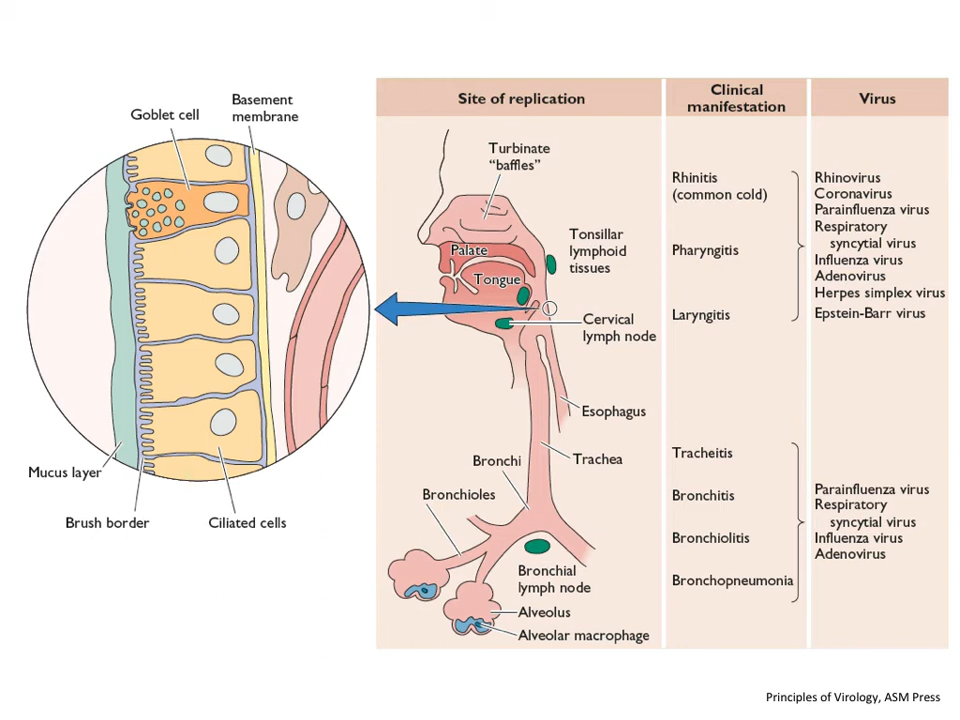 Goblet cell
Basement
membrane
Mucus layer
Brush border
Ciliated cells
Site of replication
Clinical
manifestation
Virus
Turbinate
“baffles”
Palate
Tongue
Tonsillar
lymphoid
tissues
Cervical
lymph node
Esophagus
Trachea
Bronchi
Bronchioles
Bronchial
lymph node
Alveolus
Alveolar macrophage
Rhinitis
(common cold)
Pharyngitis
Laryngitis
Rhinovirus
Coronavirus
Parainfluenza virus
Respiratory
syncytial virus
Influenza virus
Adenovirus
Herpes simplex virus
Epstein-Barr virus
Tracheitis
Bronchitis
Bronchiolitis
Bronchopneumonia
Parainfluenza virus
Respiratory
syncytial virus
Influenza virus
Adenovirus
Principles of Virology, ASM Press